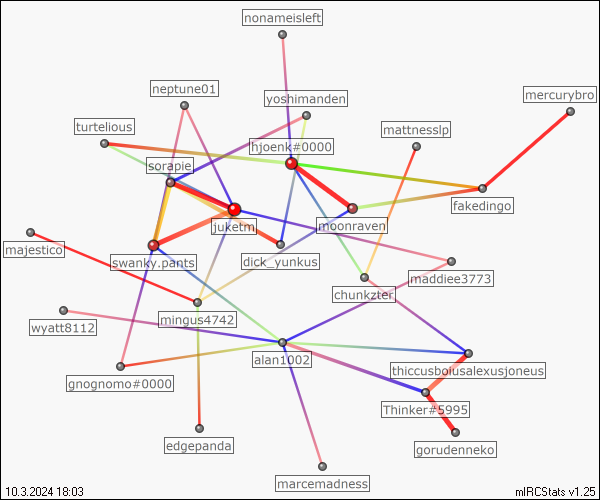 nonameisleft
neptune01
yoshimanden
mercurybro
turtelious
mattnesslp
hjoenk#0000
sorapie.
fakedingo
juketm
moonraven
majestico
swanky.pants
dick_yunkus
maddiee3773
chunkzter
mingus4742
wyatt8112
alan1002
thiccusboiusalexusjoneus
gnognomo#0000
Thinker#5995
edgepanda
gorudenneko
marcemadness
10.3.2024 18:03
mIRCStats v1.25